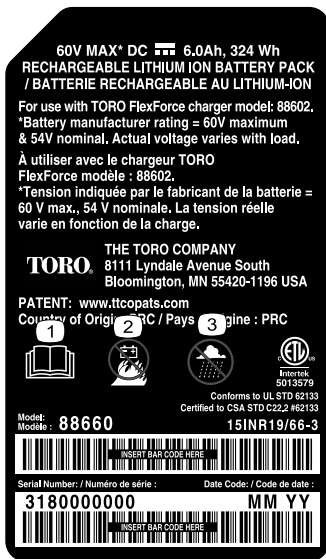 60V MAX* DC 6.0Ah, 324 Wh
RECHARGEABLE LITHIUM ION BATTERY PACK
/ BATTERIE RECHARGEABLE AU LITHIUM-ION
For use with TORO FlexForce charger model: 88602.
*Battery manufacturer rating = 60V maximum
& 54V nominal. Actual voltage varies with load.
À utiliser avec le chargeur TORO
FlexForce modèle : 88602.
*Tension indiquée par le fabricant de la batterie =
60 V max., 54 V nominale. La tension réelle
varie en fonction de la charge.
TORO.
THE TORO COMPANY
8111 Lyndale Avenue South
Bloomington, MN 55420-1196 USA
PATENT: www.ttcopats.com
Country of PRC / Pays : PRC
1 2 3
c ETL us
Intertek
5013579
Conforms to UL STD 62133
Certified to CSA STD C22.2 #62133
Model:
Modèle : 88660 15INR19/66-3
INSERT BAR CODE HERE
Serial Number: / Numéro de série : Date Code: / Code de date :
3180000000 MM YY
INSERT BAR CODE HERE